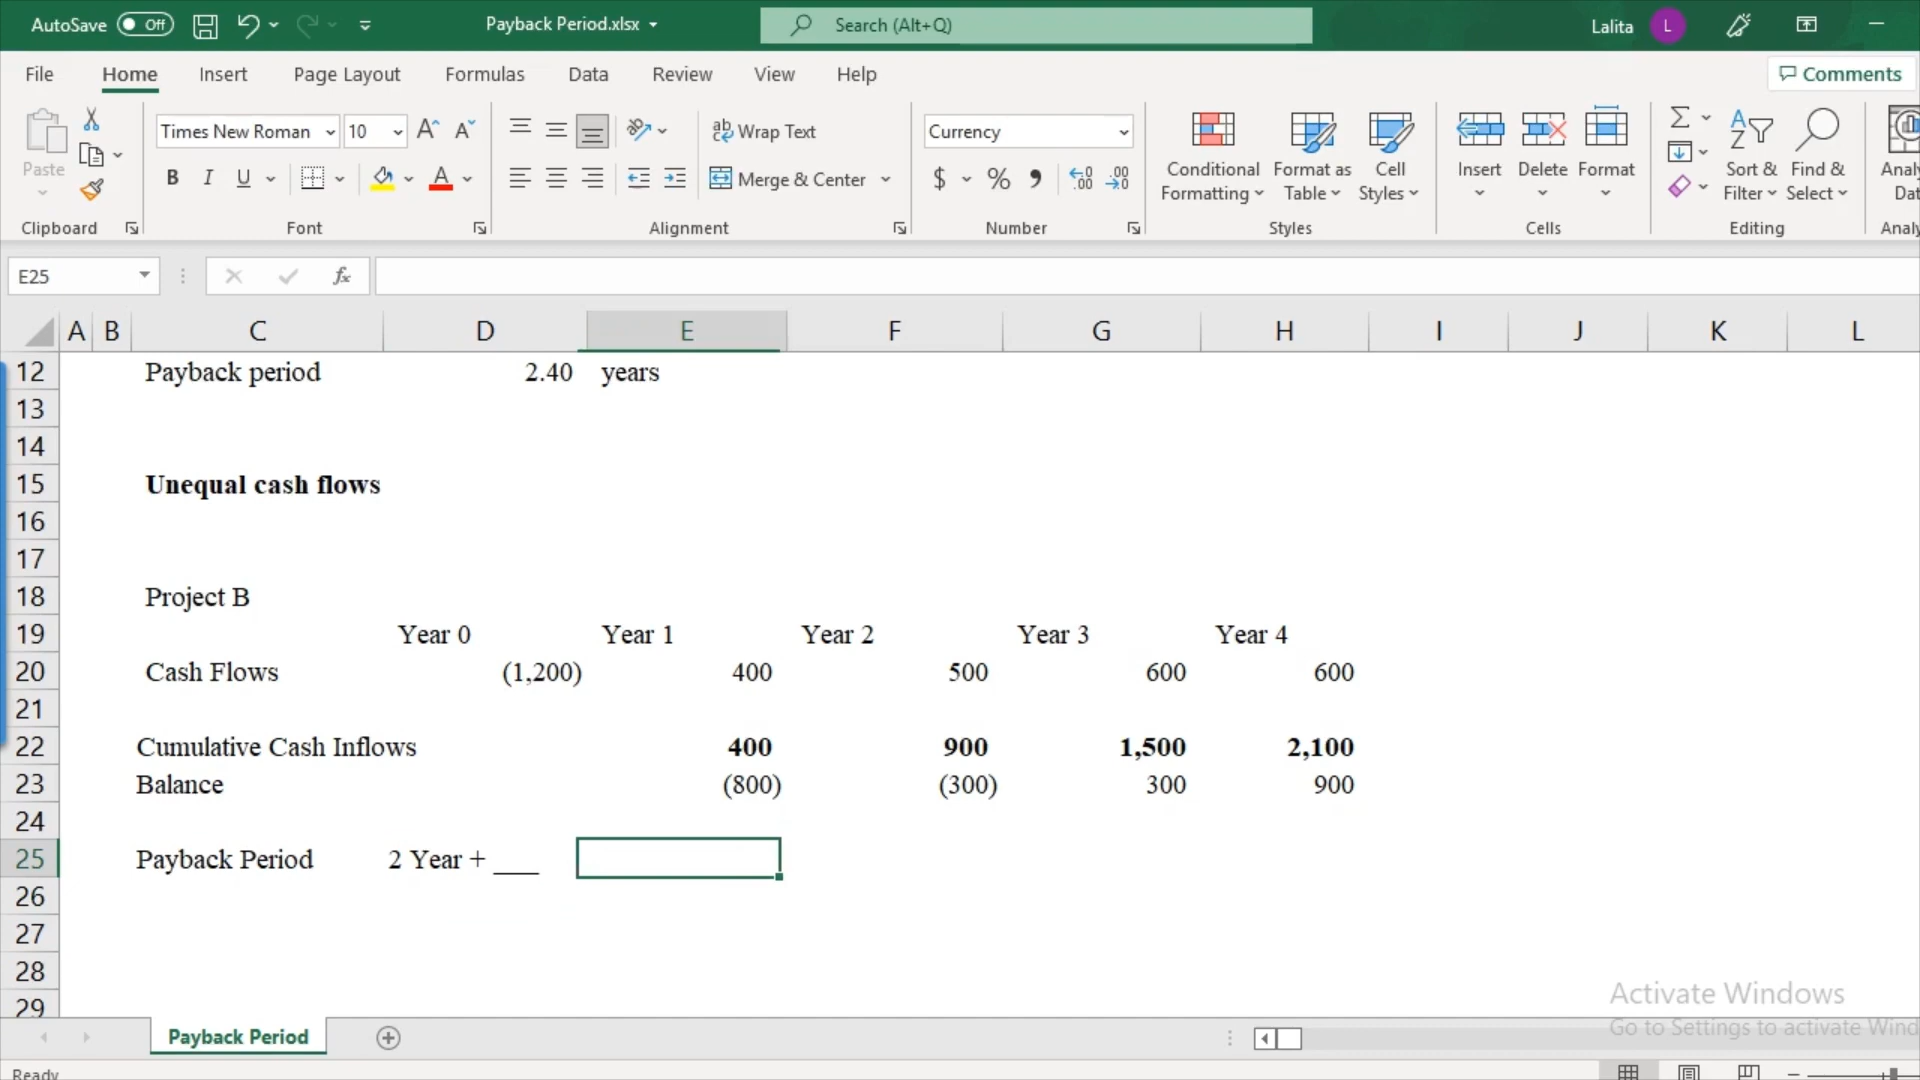 AutoSave Off Payback Period.xlsx Search (Alt+Q) Lalita L
File Home Insert Page Layout Formulas Data Review View Help Comments
Paste Times New Roman 10 Wrap Text Currency
B I U Merge & Center $ % 9
Conditional Formatting Format as Table Cell Styles Insert Delete Format Sort & Filter Find & Select
Clipboard Font Alignment Number Styles Cells Editing
E25 fx
A B C D E F G H I J K L
12 Payback period 2.40 years
13
14
15 Unequal cash flows
16
17
18 Project B
19 Year 0 Year 1 Year 2 Year 3 Year 4
20 Cash Flows (1,200) 400 500 600 600
21
22 Cumulative Cash Inflows 400 900 1,500 2,100
23 Balance (800) (300) 300 900
24
25 Payback Period 2 Year + ___
26
27
28
29
Activate Windows
Go to Settings to activate Wind
Payback Period
Ready